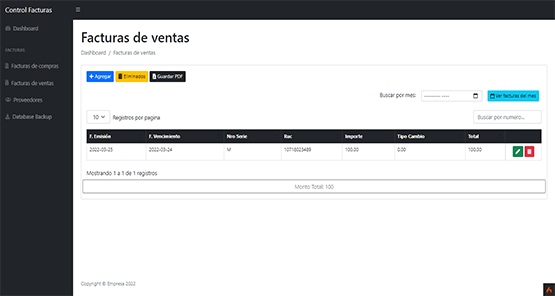 Control Facturas
Dashboard
FACTURAS
Facturas de compras
Facturas de ventas
Proveedores
Database Backup
Facturas de ventas
Dashboard / Facturas de ventas
Agregar Eliminados Guardar PDF
Buscar por mes: Ver facturas del mes
10 Registros por pagina Buscar por numero...
F. Emisión F. Vencimiento Nro Serie Ruc Importe Tipo Cambio Total
2022-03-25 2022-03-24 M 100.00 0.00 100.00
Mostrando 1 a 1 de 1 registros
Monto Total: 100
Copyright © Empresa 2022